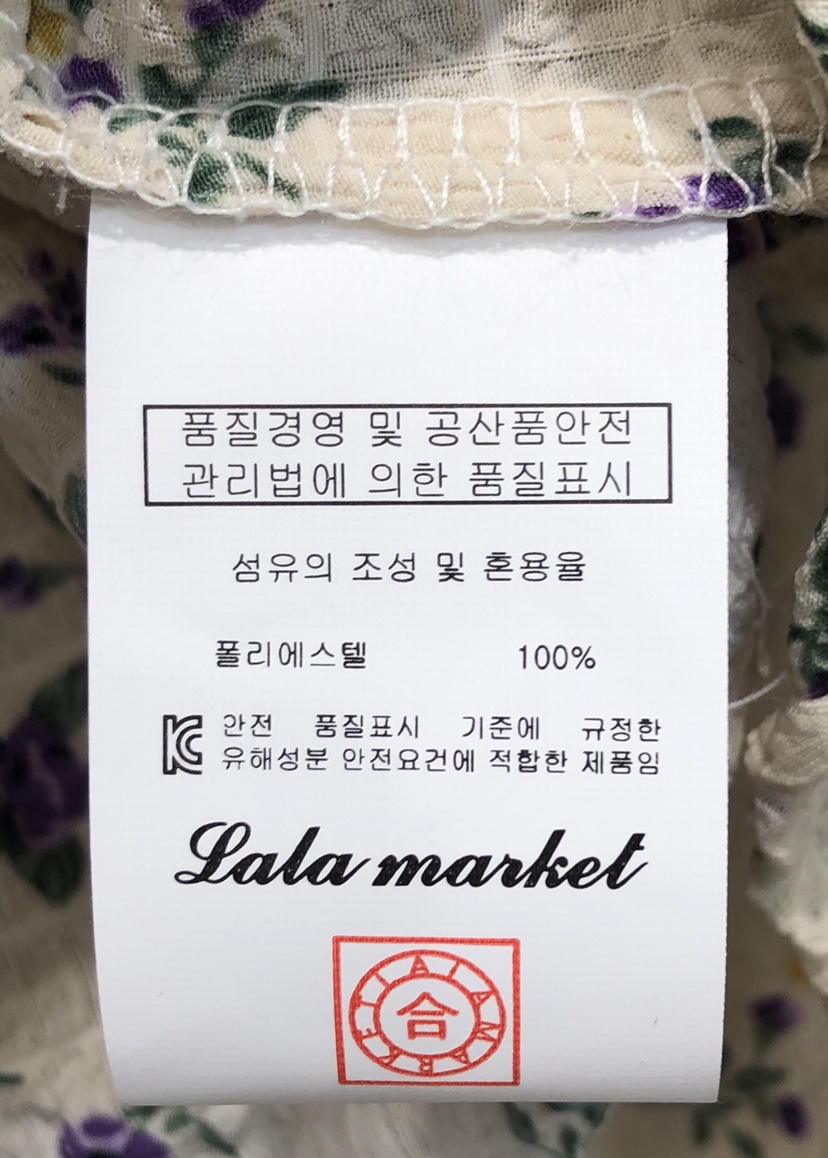 품질경영 및 공산품안전
관리법에 의한 품질표시
섬유의 조성 및 혼용율
폴리에스텔 100%
KC 안전 품질표시 기준에 규정한
유해성분 안전요건에 적합한 제품임
Lala market
合